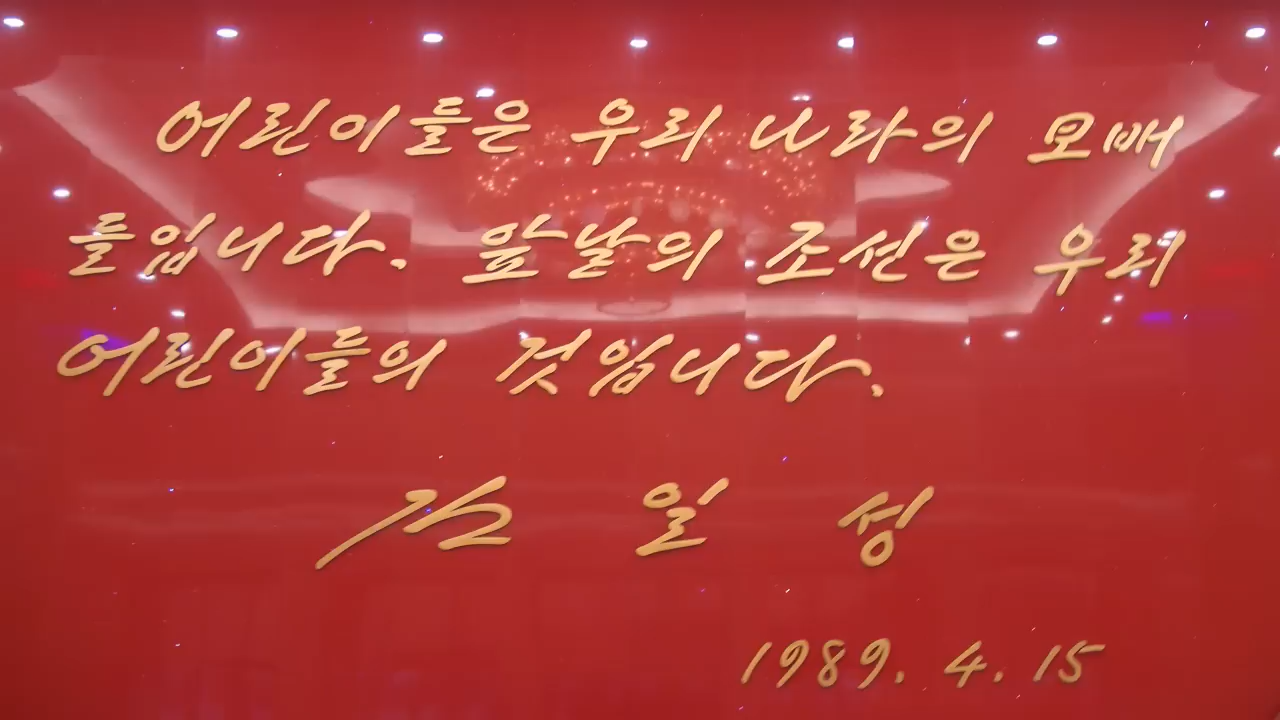 어린이들은 우리 나라의 보배
들입니다. 앞날의 조선은 우리
어린이들의 것입니다.
김 일 성
1989. 4. 15